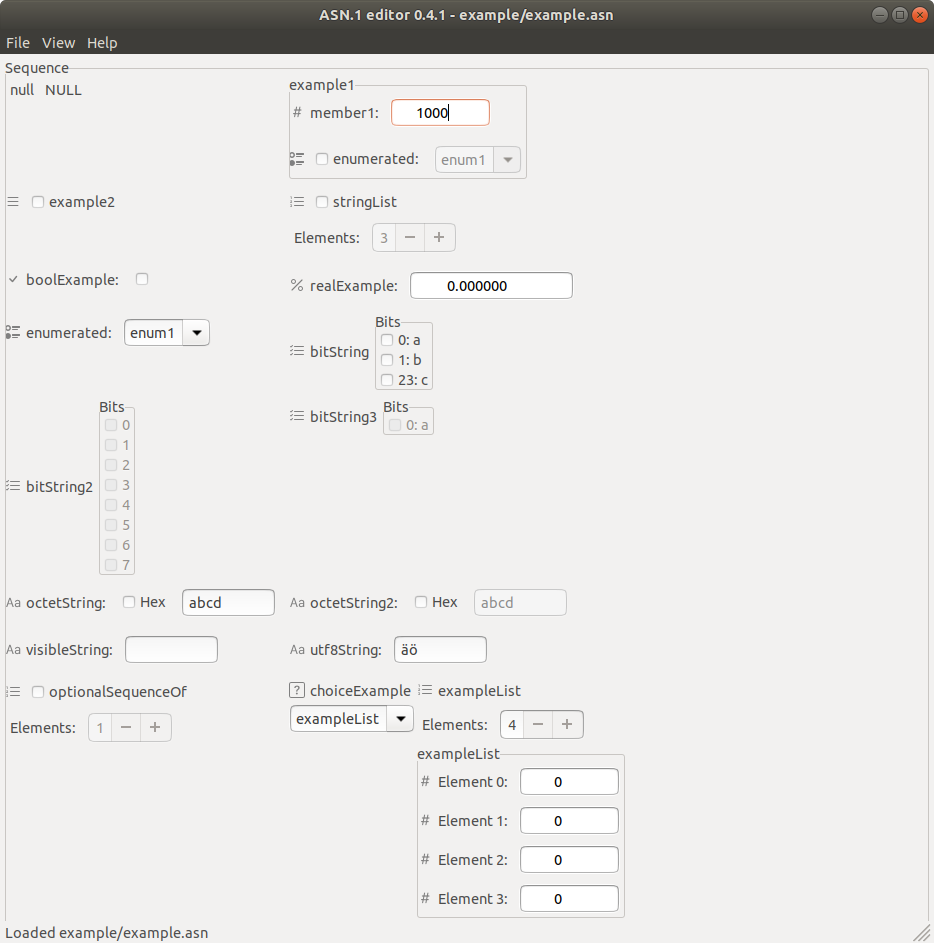 ASN.1 editor 0.4.1 - example/example.asn
File View Help
Sequence
null NULL
example1
# member1: 1000
enumerated: enum1
example2
stringList
Elements: 3 − +
boolExample:
% realExample: 0.000000
enumerated: enum1
bitString
Bits
0: a
1: b
23: c
bitString2
Bits
0
1
2
3
4
5
6
7
bitString3
Bits
0: a
Aa octetString: Hex abcd
Aa octetString2: Hex abcd
Aa visibleString:
Aa utf8String: äö
optionalSequenceOf
Elements: 1 − +
? choiceExample
exampleList
exampleList
Elements: 4 − +
exampleList
# Element 0: 0
# Element 1: 0
# Element 2: 0
# Element 3: 0
Loaded example/example.asn